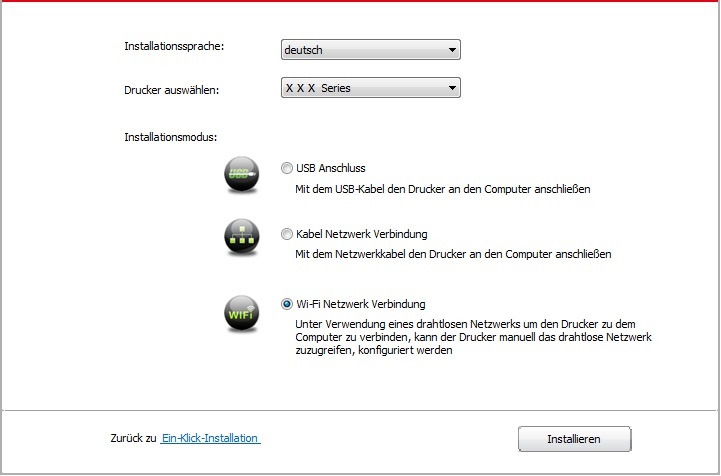 Installationssprache:
deutsch
Drucker auswählen:
X X X Series
Installationsmodus:
USB
USB Anschluss
Mit dem USB-Kabel den Drucker an den Computer anschließen
Kabel Netzwerk Verbindung
Mit dem Netzwerkkabel den Drucker an den Computer anschließen
WiFi
Wi-Fi Netzwerk Verbindung
Unter Verwendung eines drahtlosen Netzwerks um den Drucker zu dem
Computer zu verbinden, kann der Drucker manuell das drahtlose Netzwerk
zuzugreifen, konfiguriert werden
Zurück zu Ein-Klick-Installation
Installieren